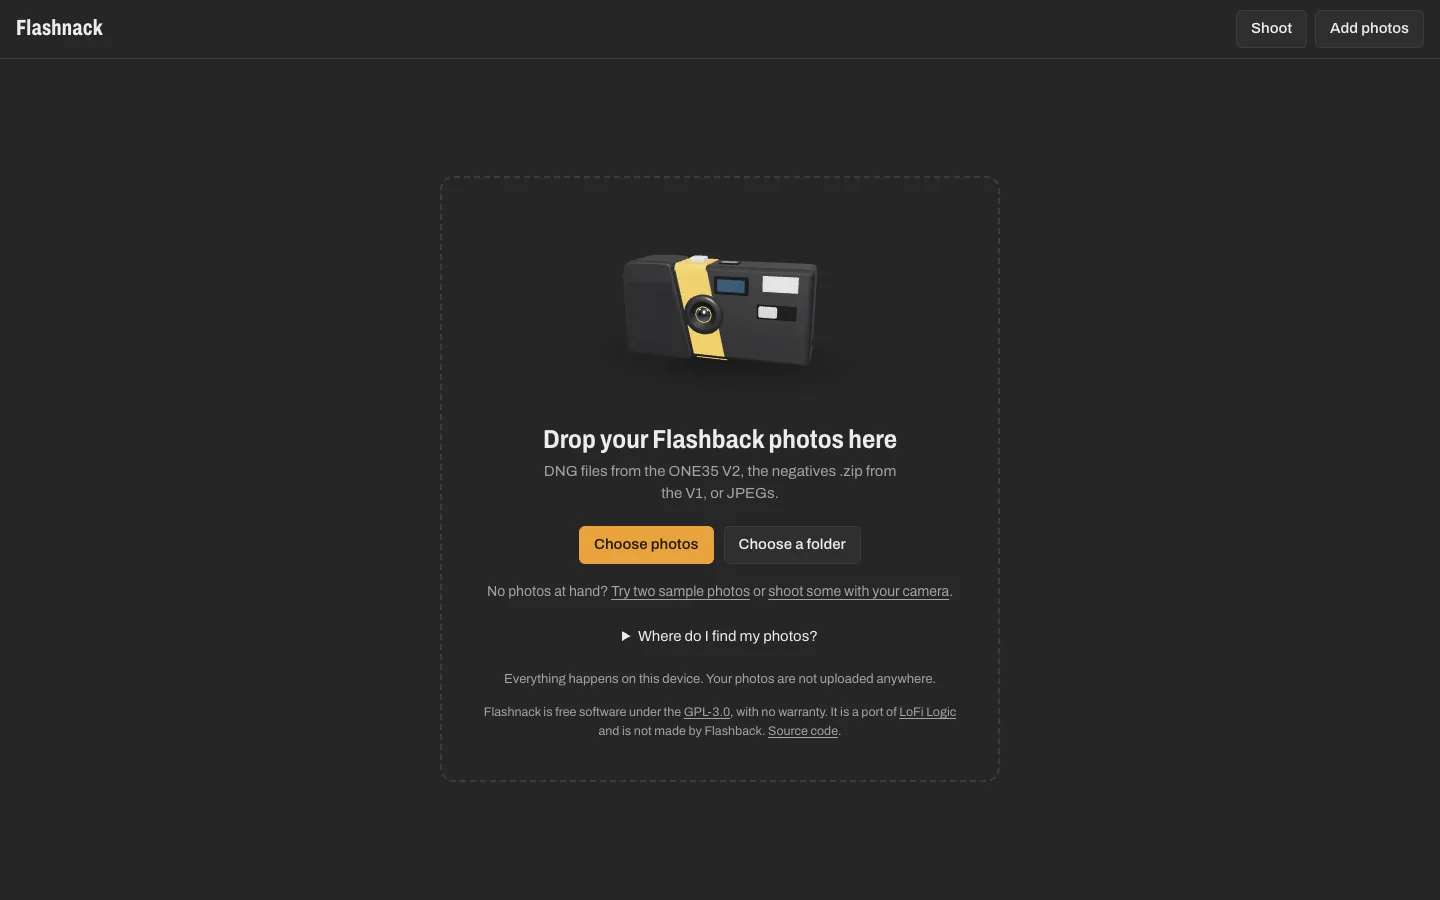 Flashnack
Shoot
Add photos
Drop your Flashback photos here
DNG files from the ONE35 V2, the negatives .zip from
the V1, or JPEGs.
Choose photos
Choose a folder
No photos at hand? Try two sample photos or shoot some with your camera.
Where do I find my photos?
Everything happens on this device. Your photos are not uploaded anywhere.
Flashnack is free software under the GPL-3.0, with no warranty. It is a port of LoFi Logic
and is not made by Flashback. Source code.